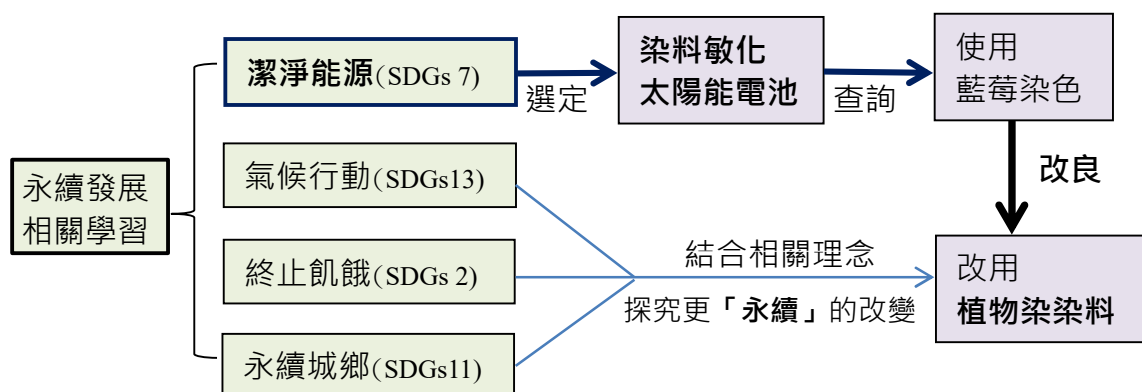 永續發展
相關學習
潔淨能源(SDGs 7)
選定
染料敏化
太陽能電池
查詢
使用
藍莓染色
改良
氣候行動(SDGs13)
終止飢餓(SDGs 2)
永續城鄉(SDGs11)
結合相關理念
探究更「永續」的改變
改用
植物染染料